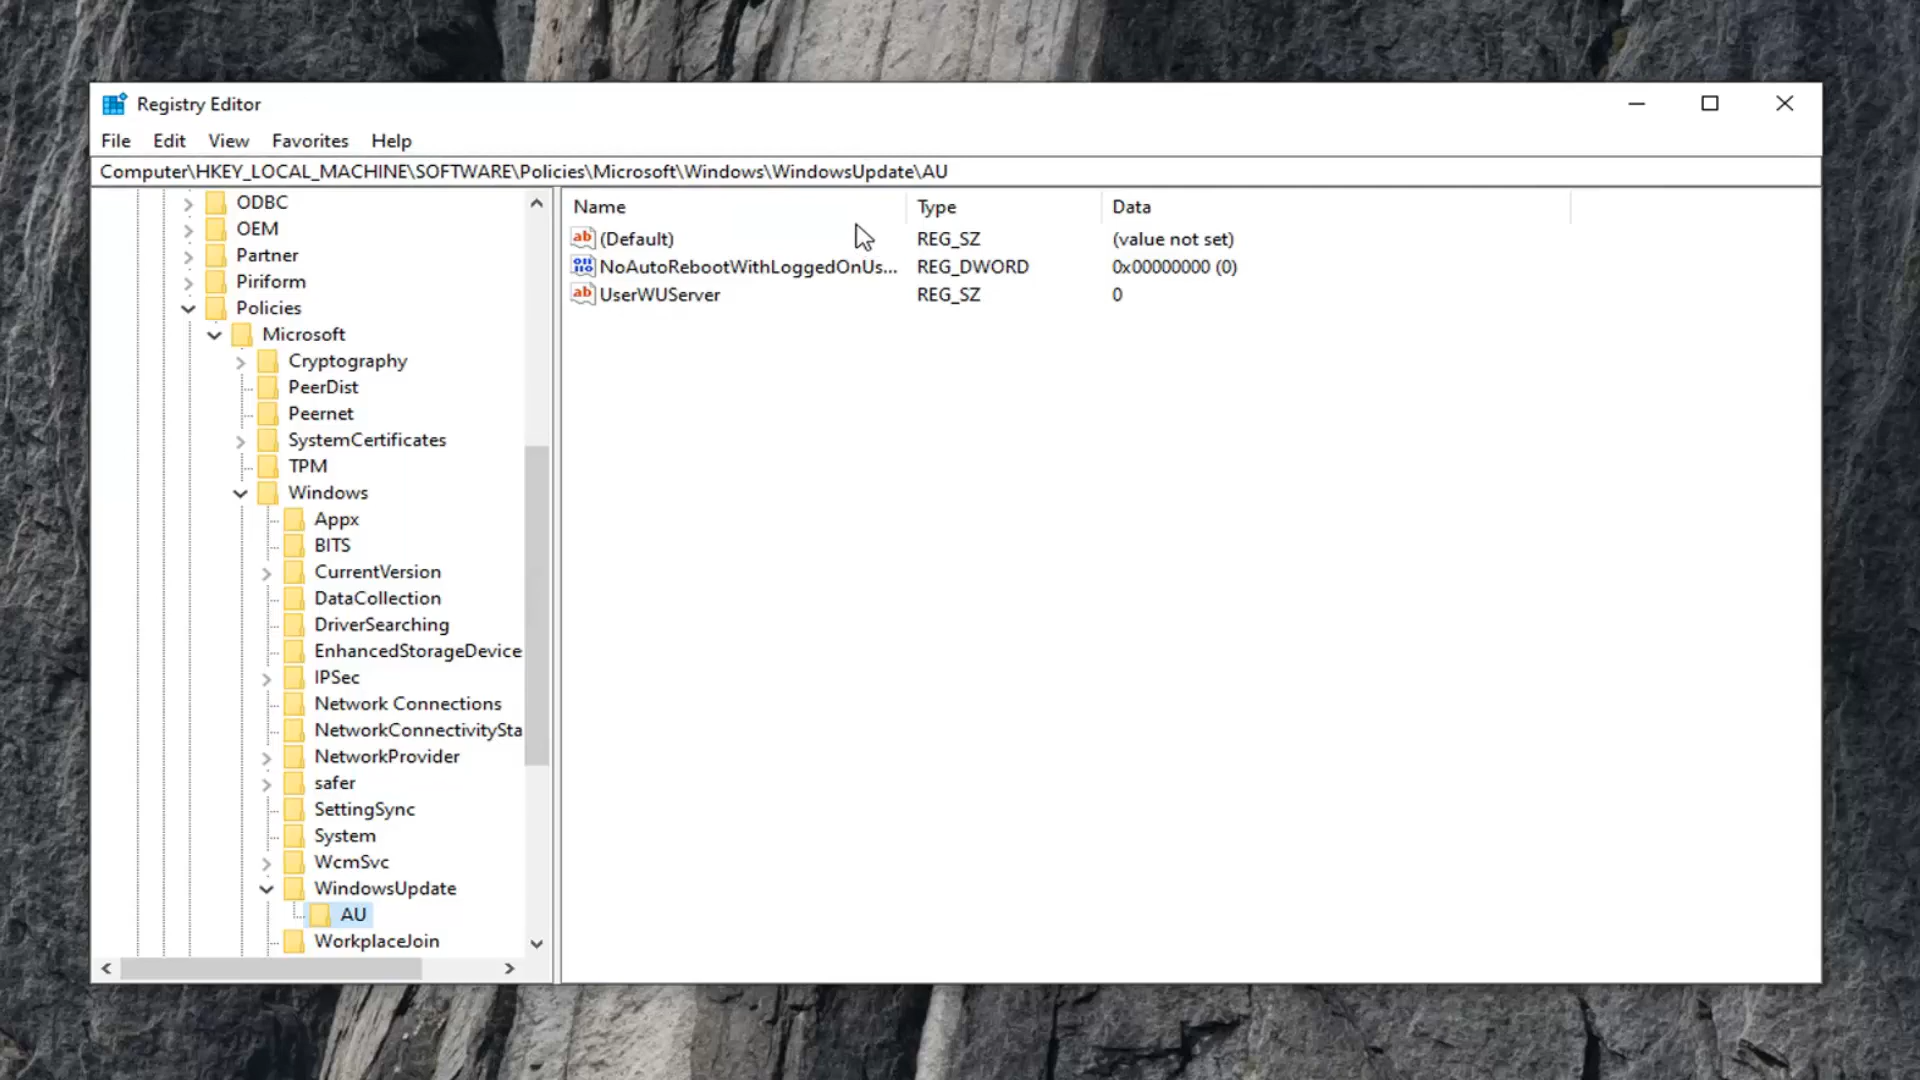 Registry Editor
File Edit View Favorites Help
Computer\HKEY_LOCAL_MACHINE\SOFTWARE\Policies\Microsoft\Windows\WindowsUpdate\AU
ODBC
OEM
Partner
Piriform
Policies
Microsoft
Cryptography
PeerDist
Peernet
SystemCertificates
TPM
Windows
Appx
BITS
CurrentVersion
DataCollection
DriverSearching
EnhancedStorageDevice
IPSec
Network Connections
NetworkConnectivitySta
NetworkProvider
safer
SettingSync
System
WcmSvc
WindowsUpdate
AU
WorkplaceJoin
Name Type Data
(Default) REG_SZ (value not set)
NoAutoRebootWithLoggedOnUs... REG_DWORD 0x00000000 (0)
UserWUServer REG_SZ 0